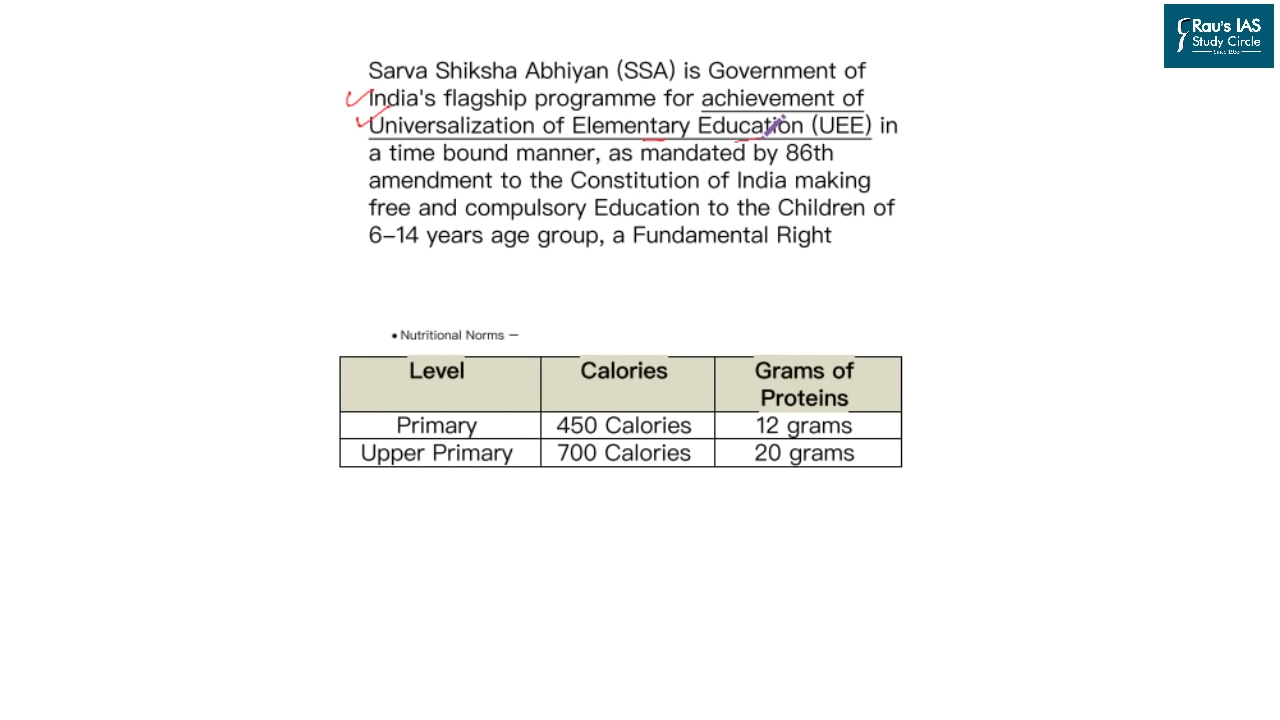 Rau's IAS
Study Circle
Since 1953
Sarva Shiksha Abhiyan (SSA) is Government of
India's flagship programme for achievement of
Universalization of Elementary Education (UEE) in
a time bound manner, as mandated by 86th
amendment to the Constitution of India making
free and compulsory Education to the Children of
6–14 years age group, a Fundamental Right
• Nutritional Norms –
Level Calories Grams of
Proteins
Primary 450 Calories 12 grams
Upper Primary 700 Calories 20 grams